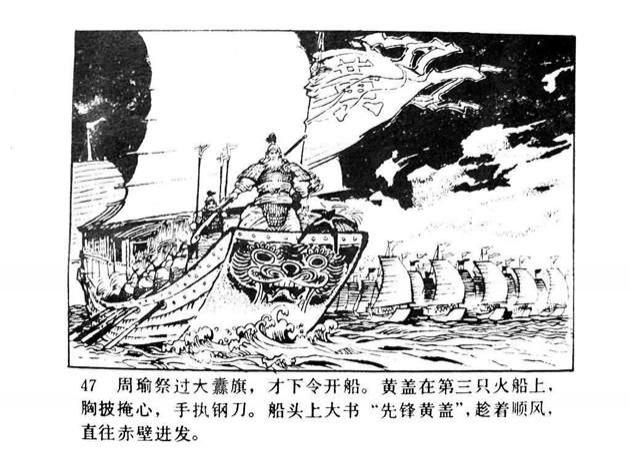 黄
47 周瑜祭过大纛旗，才下令开船。黄盖在第三只火船上，
胸披掩心，手执钢刀。船头上大书“先锋黄盖”，趁着顺风，
直往赤壁进发。